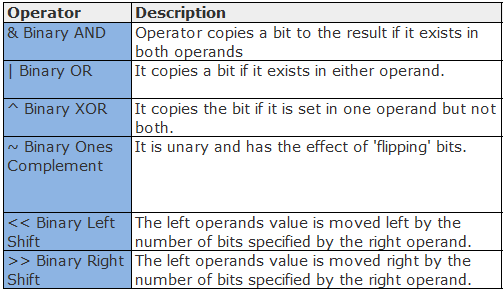 Operator Description
& Binary AND Operator copies a bit to the result if it exists in
both operands
| Binary OR It copies a bit if it exists in either operand.
^ Binary XOR It copies the bit if it is set in one operand but not
both.
~ Binary Ones It is unary and has the effect of 'flipping' bits.
Complement
<< Binary Left The left operands value is moved left by the
Shift number of bits specified by the right operand.
>> Binary Right The left operands value is moved right by the
Shift number of bits specified by the right operand.